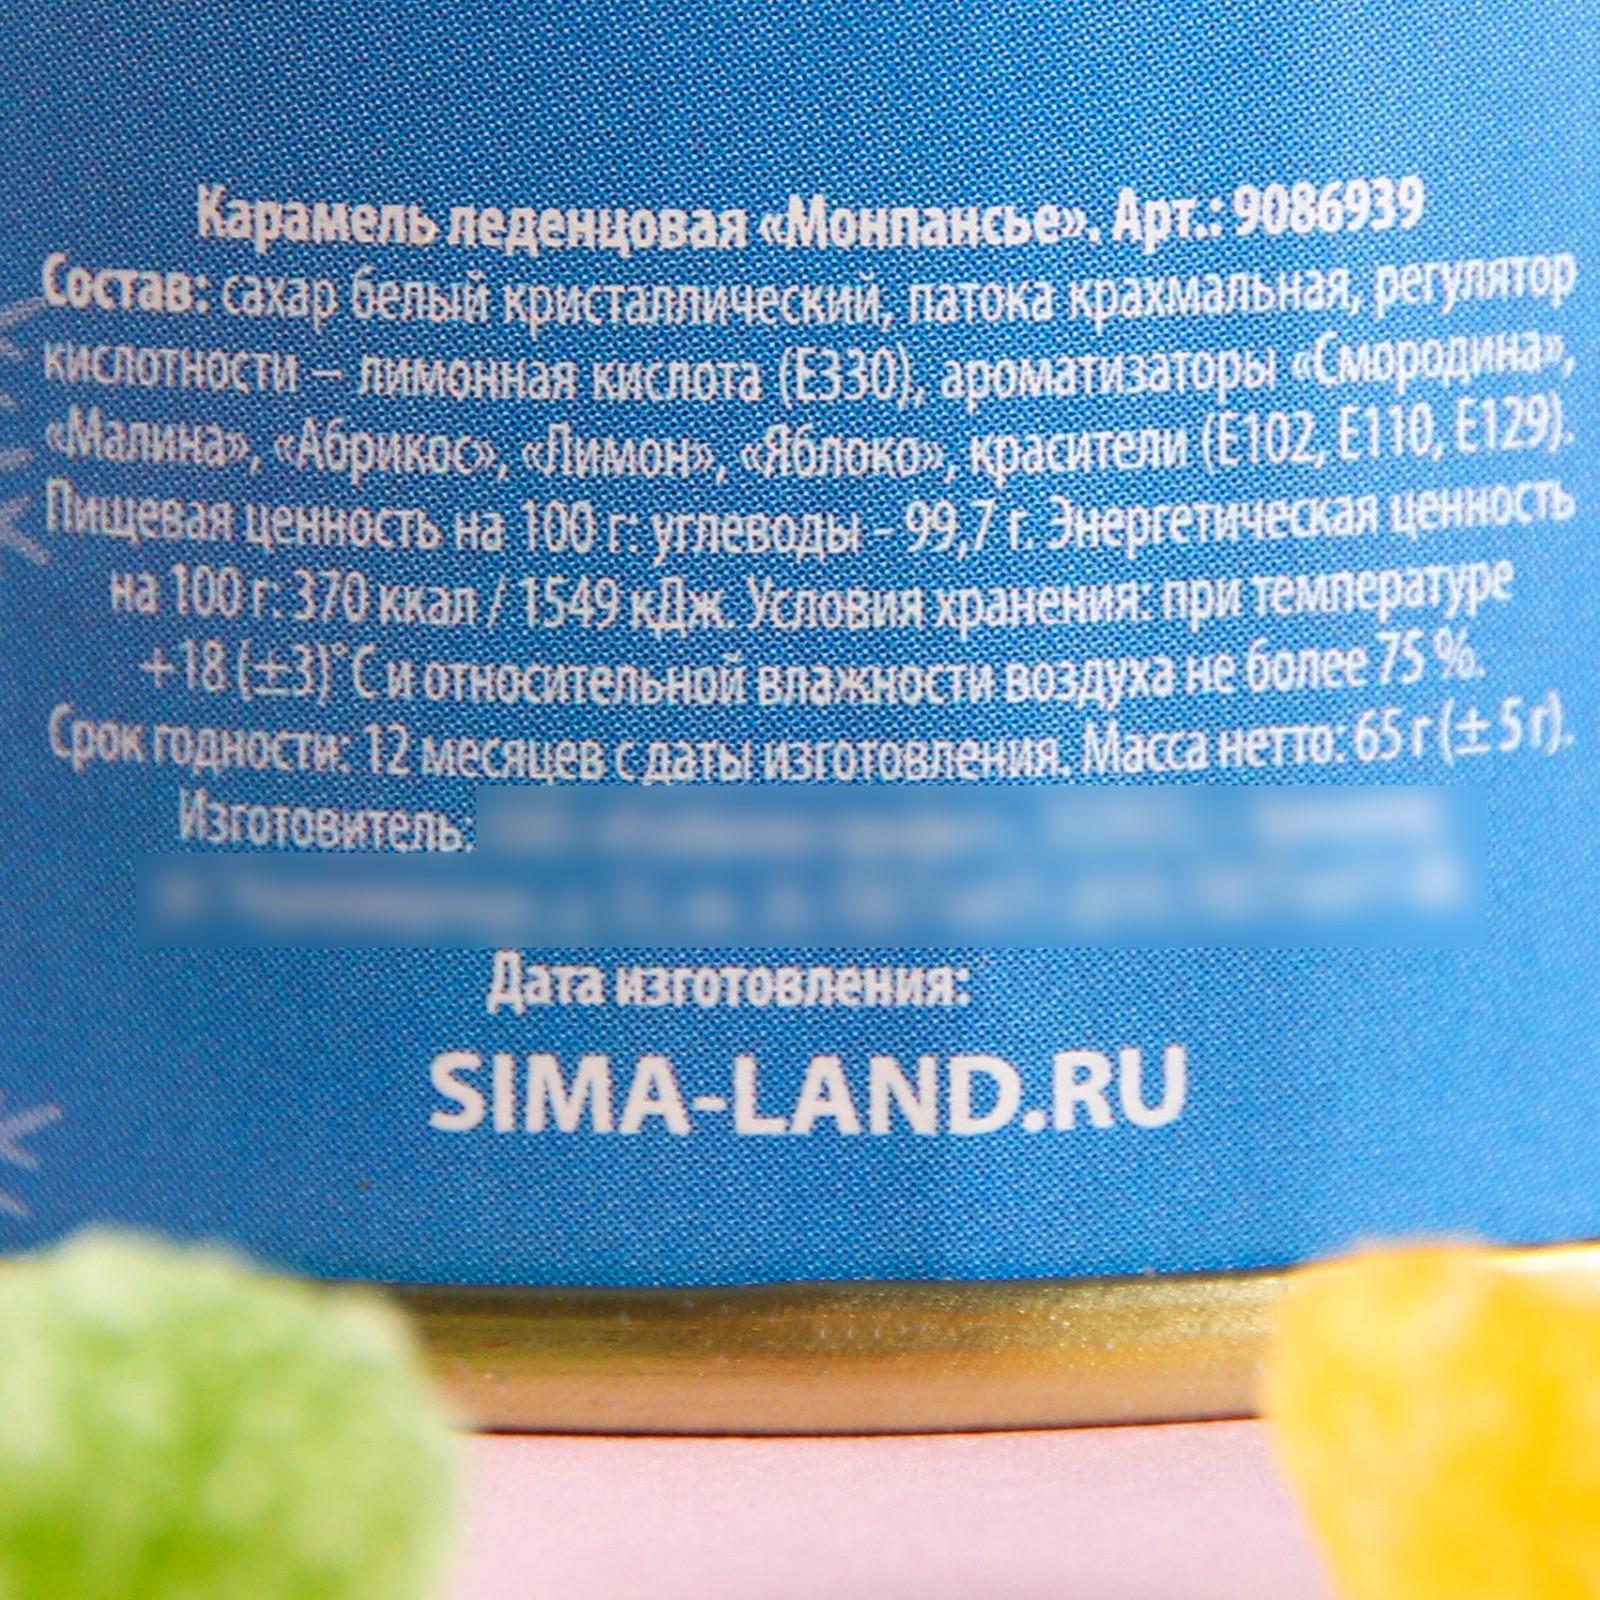 Карамель леденцовая «Монпансье». Арт.: 9086939
Состав: сахар белый кристаллический, патока крахмальная, регулятор
кислотности – лимонная кислота (Е330), ароматизаторы «Смородина»,
«Малина», «Абрикос», «Лимон», «Яблоко», красители (Е102, Е110, Е129).
Пищевая ценность на 100 г: углеводы - 99,7 г. Энергетическая ценность
на 100 г: 370 ккал / 1549 кДж. Условия хранения: при температуре
+18 (±3)°С и относительной влажности воздуха не более 75 %.
Срок годности: 12 месяцев с даты изготовления. Масса нетто: 65 г (± 5 г).
Изготовитель:
Дата изготовления:
SIMA-LAND.RU